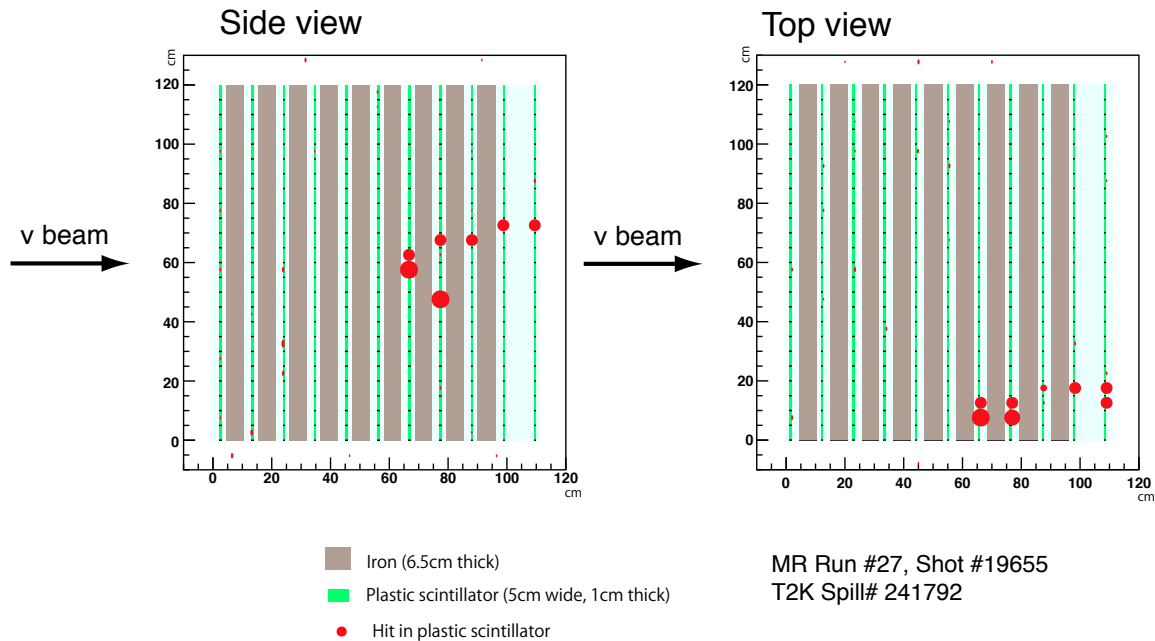 Side view
Top view
cm
120
100
80
60
40
20
0
0 20 40 60 80 100 120
cm
ν beam
cm
120
100
80
60
40
20
0
0 20 40 60 80 100 120
cm
ν beam
Iron (6.5cm thick)
Plastic scintillator (5cm wide, 1cm thick)
Hit in plastic scintillator
MR Run #27, Shot #19655
T2K Spill# 241792